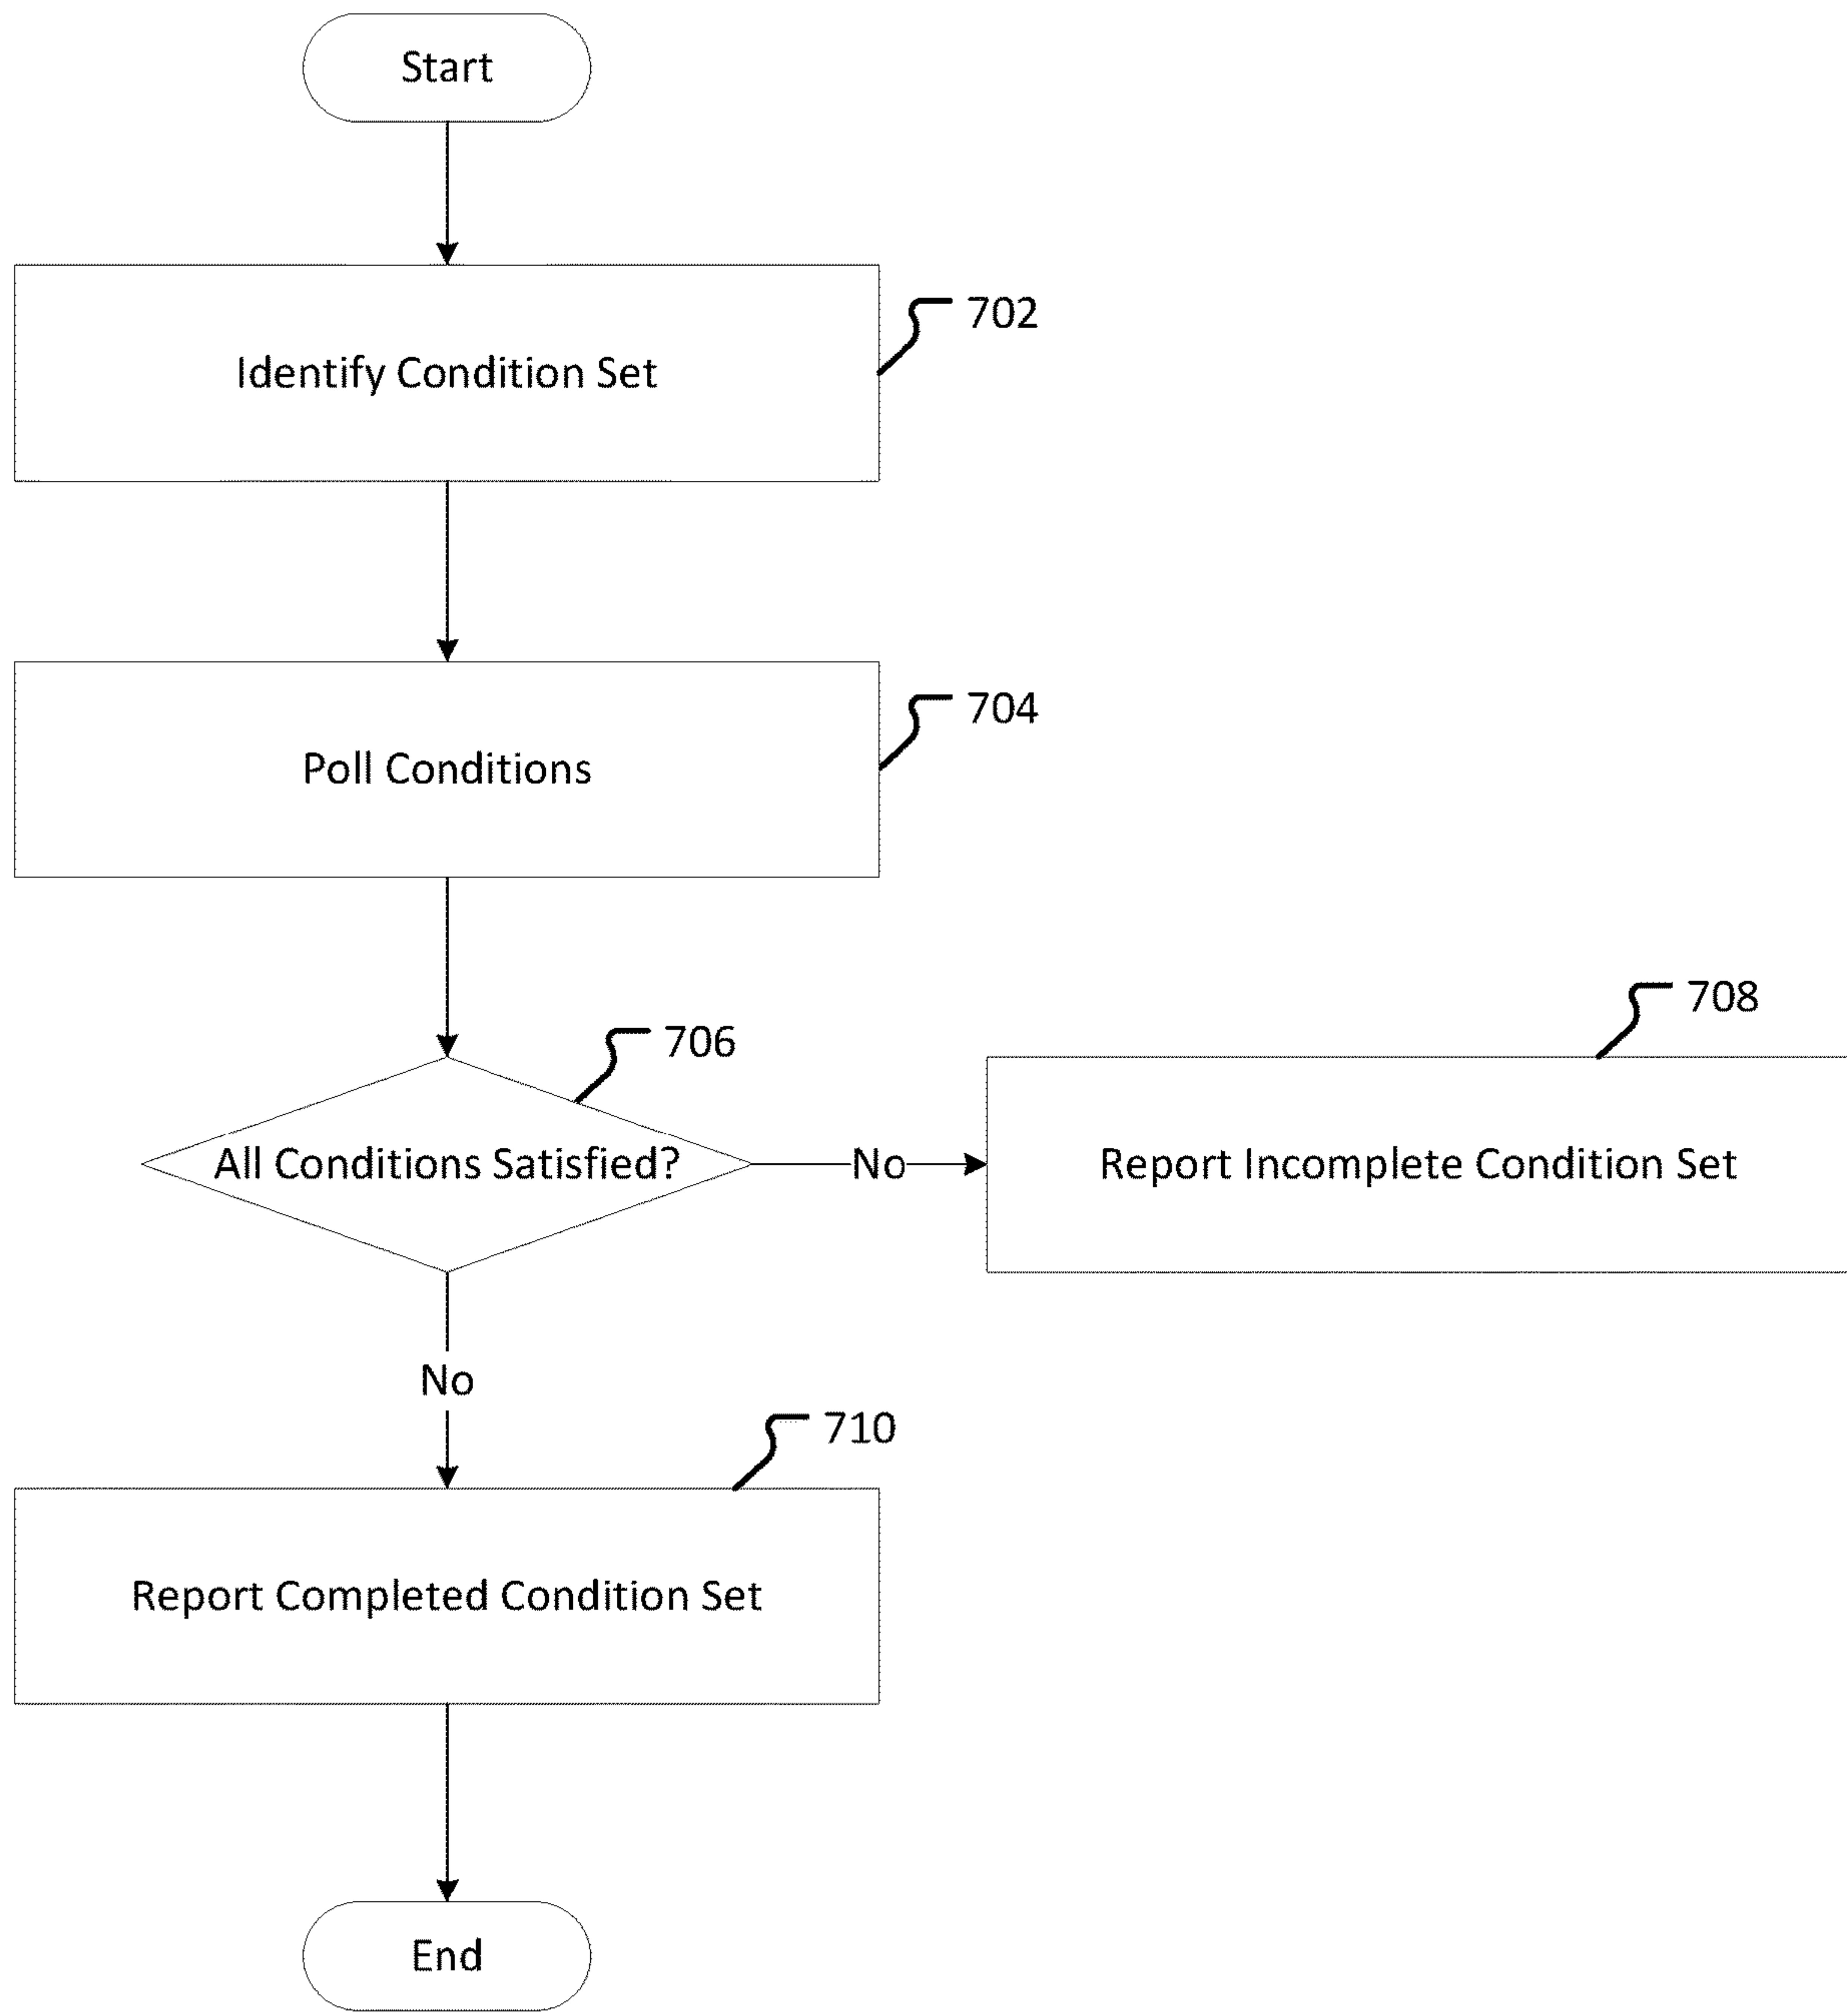 Start
702
Identify Condition Set
704
Poll Conditions
708
706
All Conditions Satisfied?
No
Report Incomplete Condition Set
No
710
Report Completed Condition Set
End